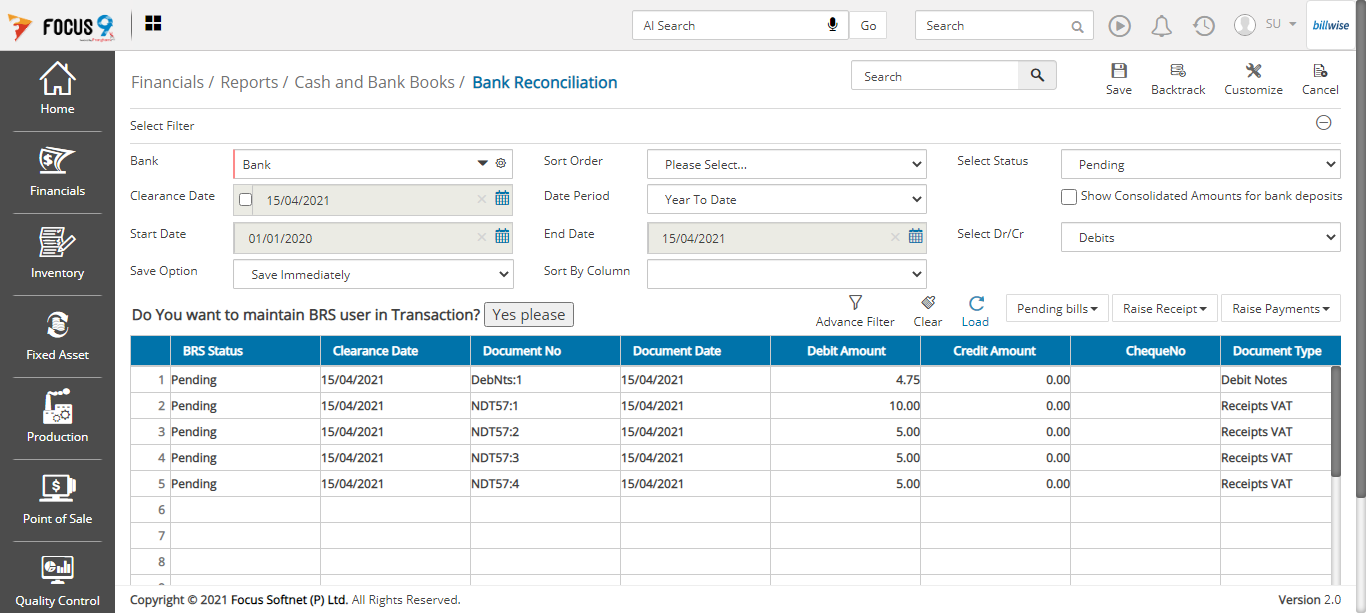 FOCUS 9
AI Search Go Search SU billwise
Home
Financials
Inventory
Fixed Asset
Production
Point of Sale
Quality Control
Financials / Reports / Cash and Bank Books / Bank Reconciliation
Search
Save Backtrack Customize Cancel
Select Filter
Bank Bank Sort Order Please Select... Select Status Pending
Clearance Date 15/04/2021 Date Period Year To Date Show Consolidated Amounts for bank deposits
Start Date 01/01/2020 End Date 15/04/2021 Select Dr/Cr Debits
Save Option Save Immediately Sort By Column
Do You want to maintain BRS user in Transaction? Yes please
Advance Filter Clear Load Pending bills Raise Receipt Raise Payments
BRS Status Clearance Date Document No Document Date Debit Amount Credit Amount ChequeNo Document Type
1 Pending 15/04/2021 DebNts:1 15/04/2021 4.75 0.00 Debit Notes
2 Pending 15/04/2021 NDT57:1 15/04/2021 10.00 0.00 Receipts VAT
3 Pending 15/04/2021 NDT57:2 15/04/2021 5.00 0.00 Receipts VAT
4 Pending 15/04/2021 NDT57:3 15/04/2021 5.00 0.00 Receipts VAT
5 Pending 15/04/2021 NDT57:4 15/04/2021 5.00 0.00 Receipts VAT
6
7
8
Copyright © 2021 Focus Softnet (P) Ltd. All Rights Reserved. Version 2.0